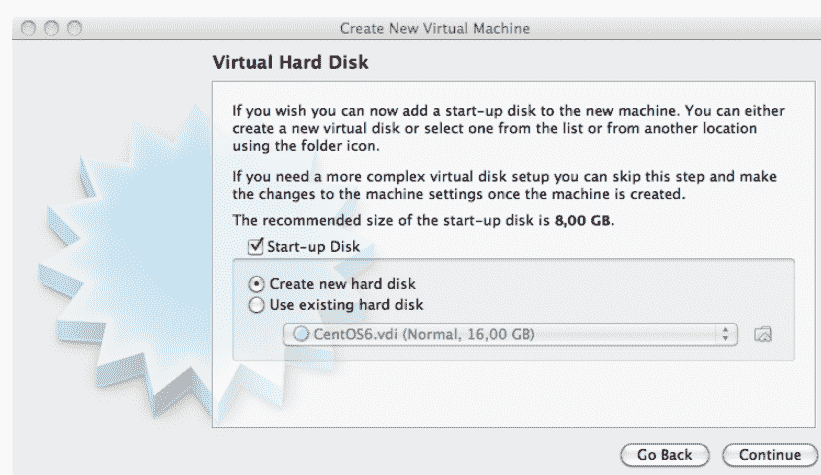 Create New Virtual Machine
Virtual Hard Disk
If you wish you can now add a start-up disk to the new machine. You can either
create a new virtual disk or select one from the list or from another location
using the folder icon.
If you need a more complex virtual disk setup you can skip this step and make
the changes to the machine settings once the machine is created.
The recommended size of the start-up disk is 8,00 GB.
Start-up Disk
Create new hard disk
Use existing hard disk
CentOS6.vdi (Normal, 16,00 GB)
Go Back
Continue